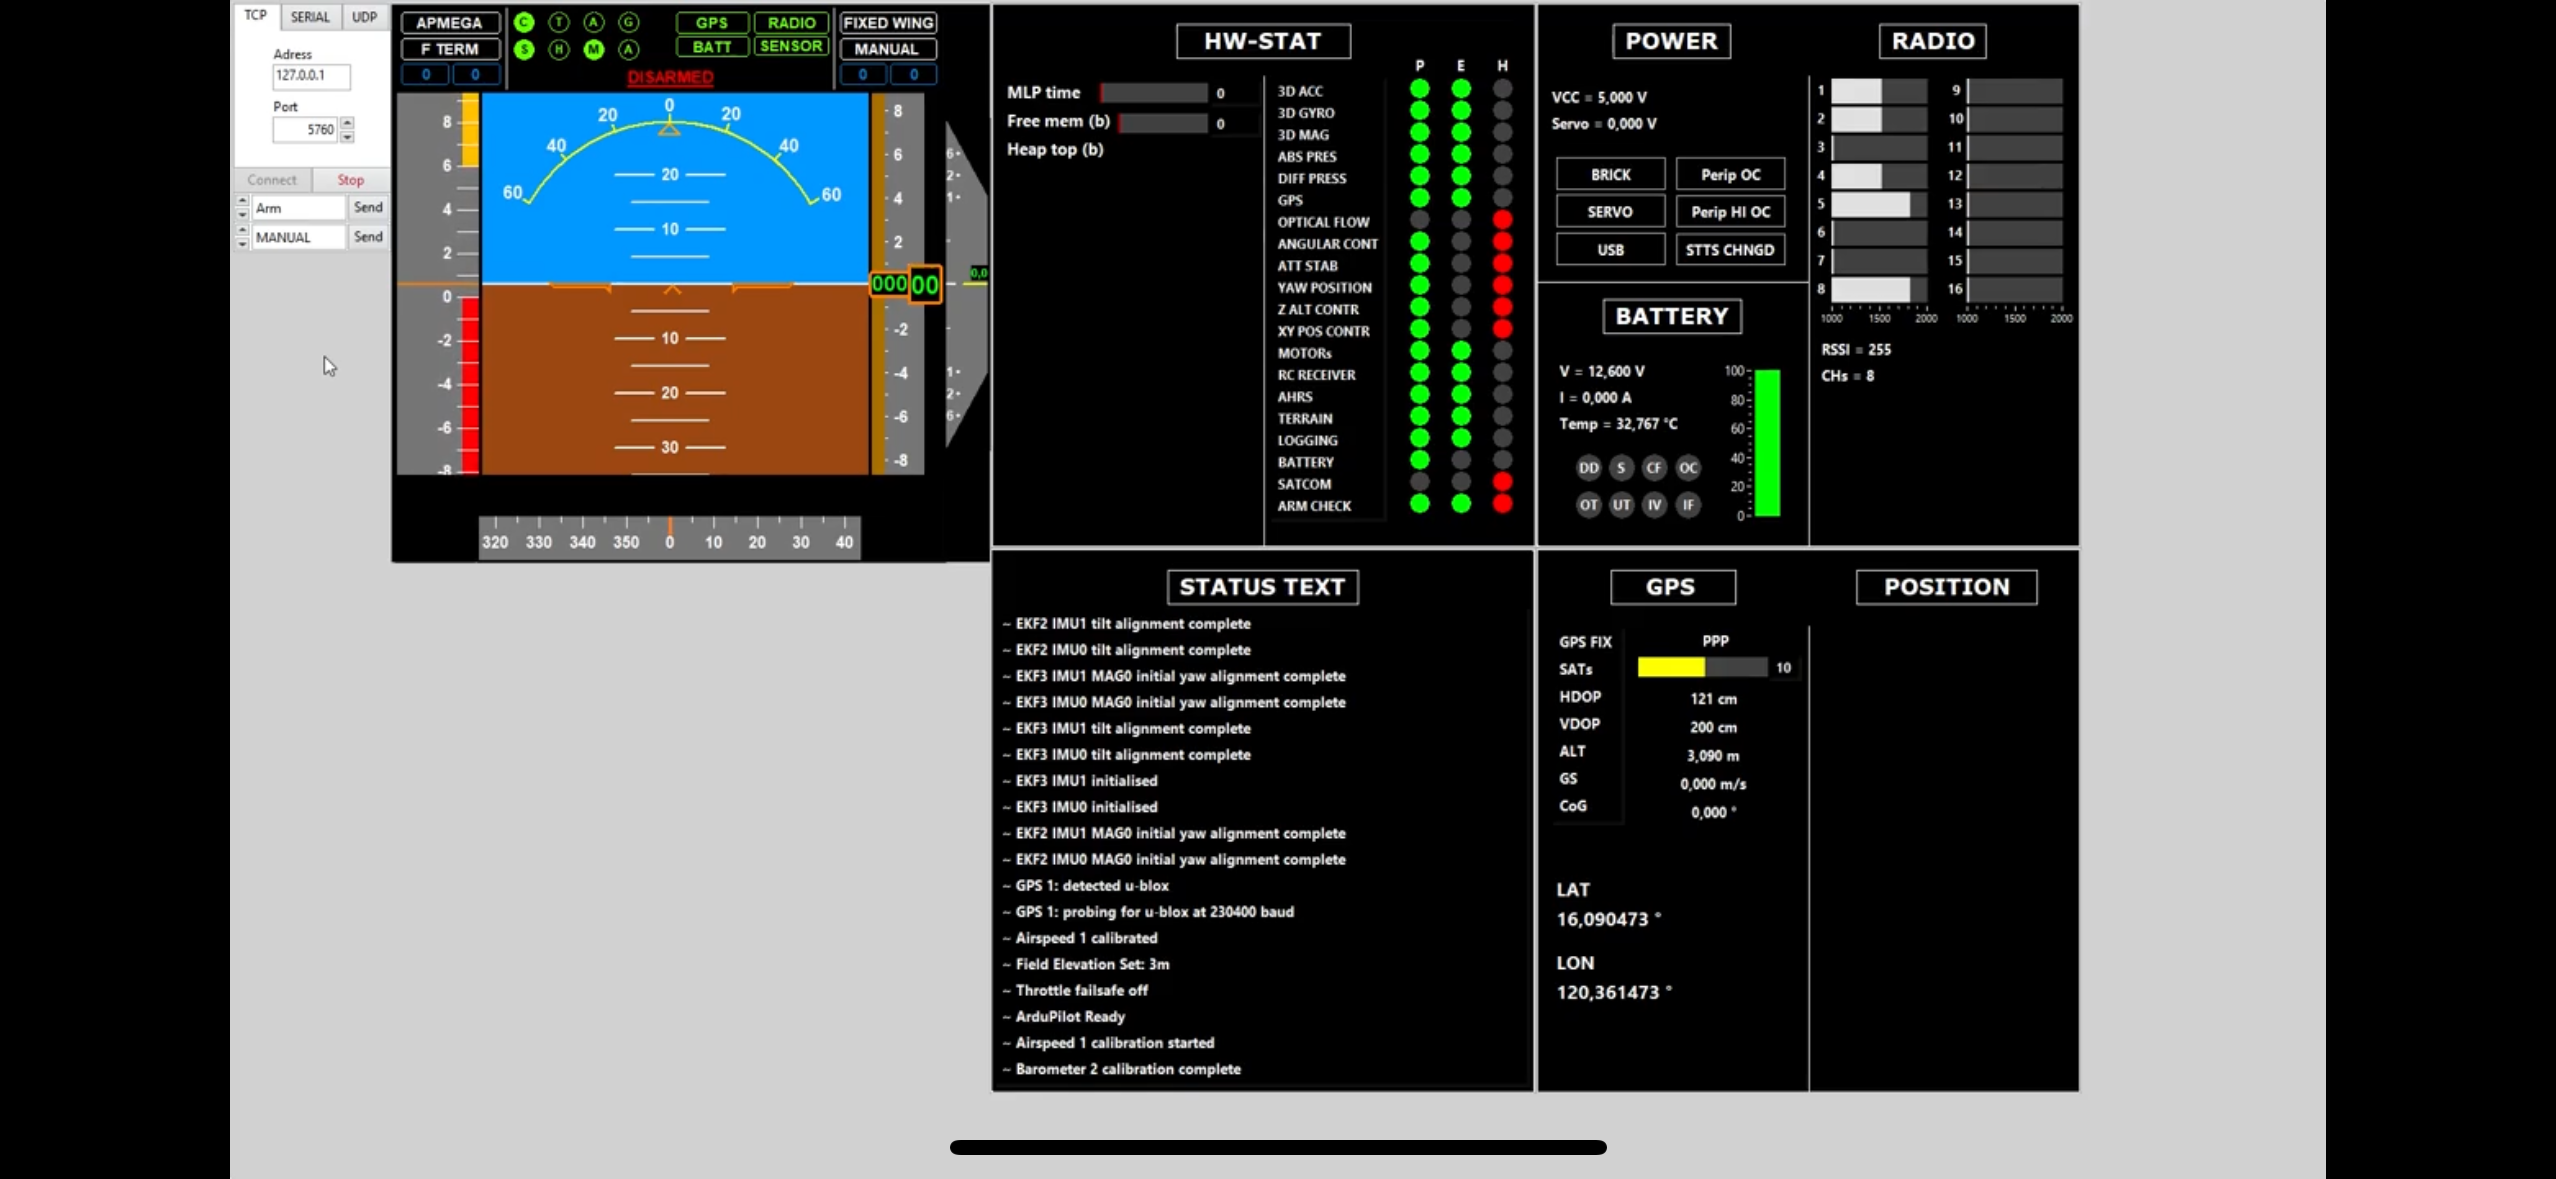 TCP SERIAL UDP
Adress
127.0.0.1
Port
5760
Connect Stop
Arm Send
MANUAL Send
APMEGA C T A G GPS RADIO FIXED WING
F TERM S H M A BATT SENSOR MANUAL
0 0 DISARMED 0 0
8
6
4
2
0
-2
-4
-6
-8
60 40 20 0 20 40 60
20
10
10
20
30
8
6
4
2
000 00
-2
-4
-6
-8
6
2
1
0,0
1
2
6
320 330 340 350 0 10 20 30 40
HW-STAT
MLP time 0
Free mem (b) 0
Heap top (b)
P E H
3D ACC
3D GYRO
3D MAG
ABS PRES
DIFF PRESS
GPS
OPTICAL FLOW
ANGULAR CONT
ATT STAB
YAW POSITION
Z ALT CONTR
XY POS CONTR
MOTORs
RC RECEIVER
AHRS
TERRAIN
LOGGING
BATTERY
SATCOM
ARM CHECK
POWER
VCC = 5,000 V
Servo = 0,000 V
BRICK Perip OC
SERVO Perip HI OC
USB STTS CHNGD
BATTERY
V = 12,600 V
I = 0,000 A
Temp = 32,767 °C
DD S CF OC
OT UT IV IF
100
80
60
40
20
0
RADIO
1 9
2 10
3 11
4 12
5 13
6 14
7 15
8 16
1000 1500 2000 1000 1500 2000
RSSI = 255
CHs = 8
STATUS TEXT
~ EKF2 IMU1 tilt alignment complete
~ EKF2 IMU0 tilt alignment complete
~ EKF3 IMU1 MAG0 initial yaw alignment complete
~ EKF3 IMU0 MAG0 initial yaw alignment complete
~ EKF3 IMU1 tilt alignment complete
~ EKF3 IMU0 tilt alignment complete
~ EKF3 IMU1 initialised
~ EKF3 IMU0 initialised
~ EKF2 IMU1 MAG0 initial yaw alignment complete
~ EKF2 IMU0 MAG0 initial yaw alignment complete
~ GPS 1: detected u-blox
~ GPS 1: probing for u-blox at 230400 baud
~ Airspeed 1 calibrated
~ Field Elevation Set: 3m
~ Throttle failsafe off
~ ArduPilot Ready
~ Airspeed 1 calibration started
~ Barometer 2 calibration complete
GPS
GPS FIX PPP
SATs 10
HDOP 121 cm
VDOP 200 cm
ALT 3,090 m
GS 0,000 m/s
CoG 0,000 °
LAT
16,090473 °
LON
120,361473 °
POSITION